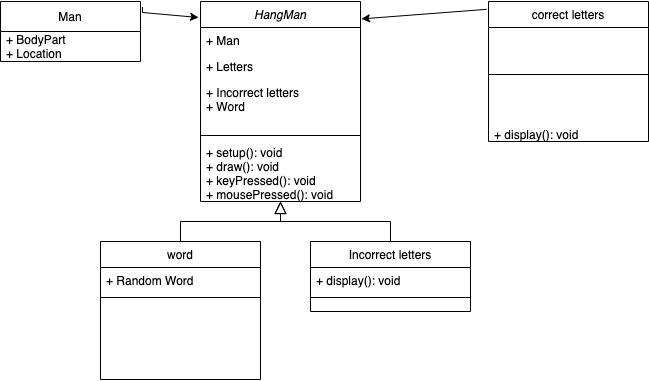 Man
+ BodyPart
+ Location
HangMan
+ Man
+ Letters
+ Incorrect letters
+ Word
+ setup(): void
+ draw(): void
+ keyPressed(): void
+ mousePressed(): void
correct letters
+ display(): void
word
+ Random Word
Incorrect letters
+ display(): void